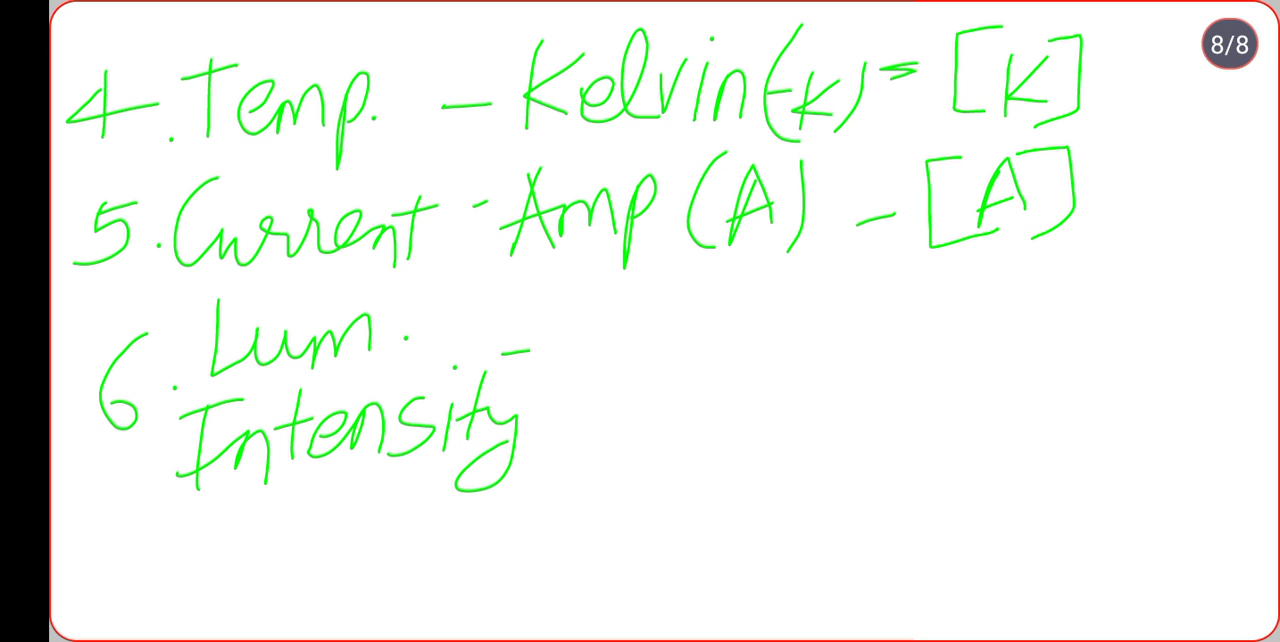 8/8
4. Temp. - Kelvin(K) = [K]
5. Current - Amp (A) - [A]
6. Lum. -
Intensity